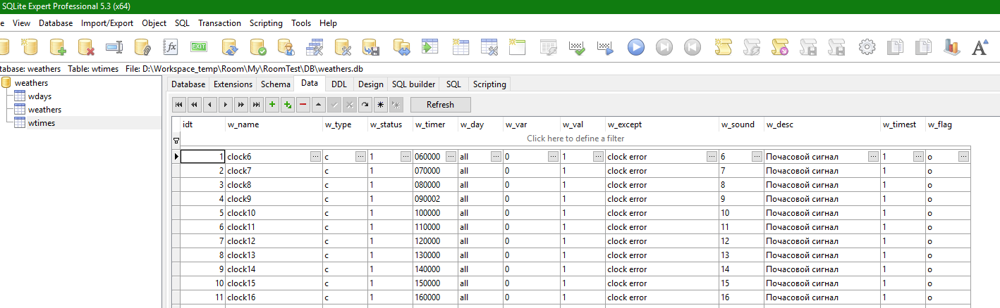 SQLite Expert Professional 5.3 (x64)
e View Database Import/Export Object SQL Transaction Scripting Tools Help
fx EXIT A
tabase: weathers Table: wtimes File: D:\Workspace_temp\Room\My\RoomTest\DB\weathers.db
weathers
wdays
weathers
wtimes
Database Extensions Schema Data DDL Design SQL builder SQL Scripting
Refresh
idt w_name w_type w_status w_timer w_day w_var w_val w_except w_sound w_desc w_timest w_flag
Click here to define a filter
1 clock6 c 1 060000 all 0 1 clock error 6 Почасовой сигнал 1 o
2 clock7 c 1 070000 all 0 1 clock error 7 Почасовой сигнал 1 o
3 clock8 c 1 080000 all 0 1 clock error 8 Почасовой сигнал 1 o
4 clock9 c 1 090002 all 0 1 clock error 9 Почасовой сигнал 1 o
5 clock10 c 1 100000 all 0 1 clock error 10 Почасовой сигнал 1 o
6 clock11 c 1 110000 all 0 1 clock error 11 Почасовой сигнал 1 o
7 clock12 c 1 120000 all 0 1 clock error 12 Почасовой сигнал 1 o
8 clock13 c 1 130000 all 0 1 clock error 13 Почасовой сигнал 1 o
9 clock14 c 1 140000 all 0 1 clock error 14 Почасовой сигнал 1 o
10 clock15 c 1 150000 all 0 1 clock error 15 Почасовой сигнал 1 o
11 clock16 c 1 160000 all 0 1 clock error 16 Почасовой сигнал 1 o